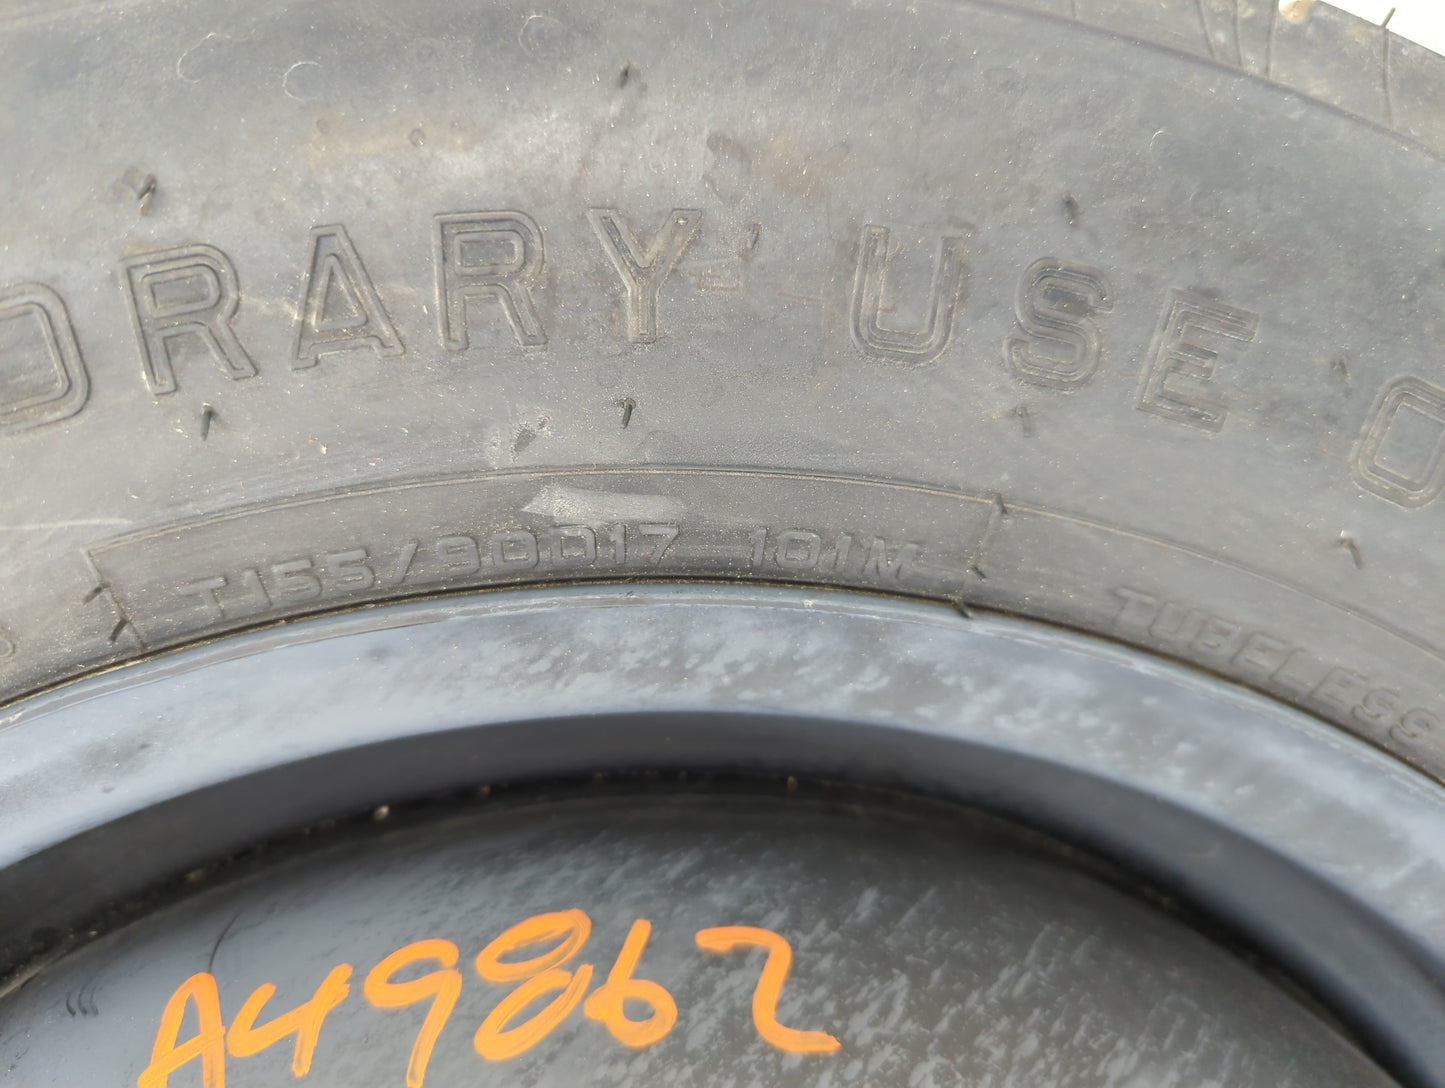 ORARY USE O
T155/90D17 101M
TUBELESS
A49862